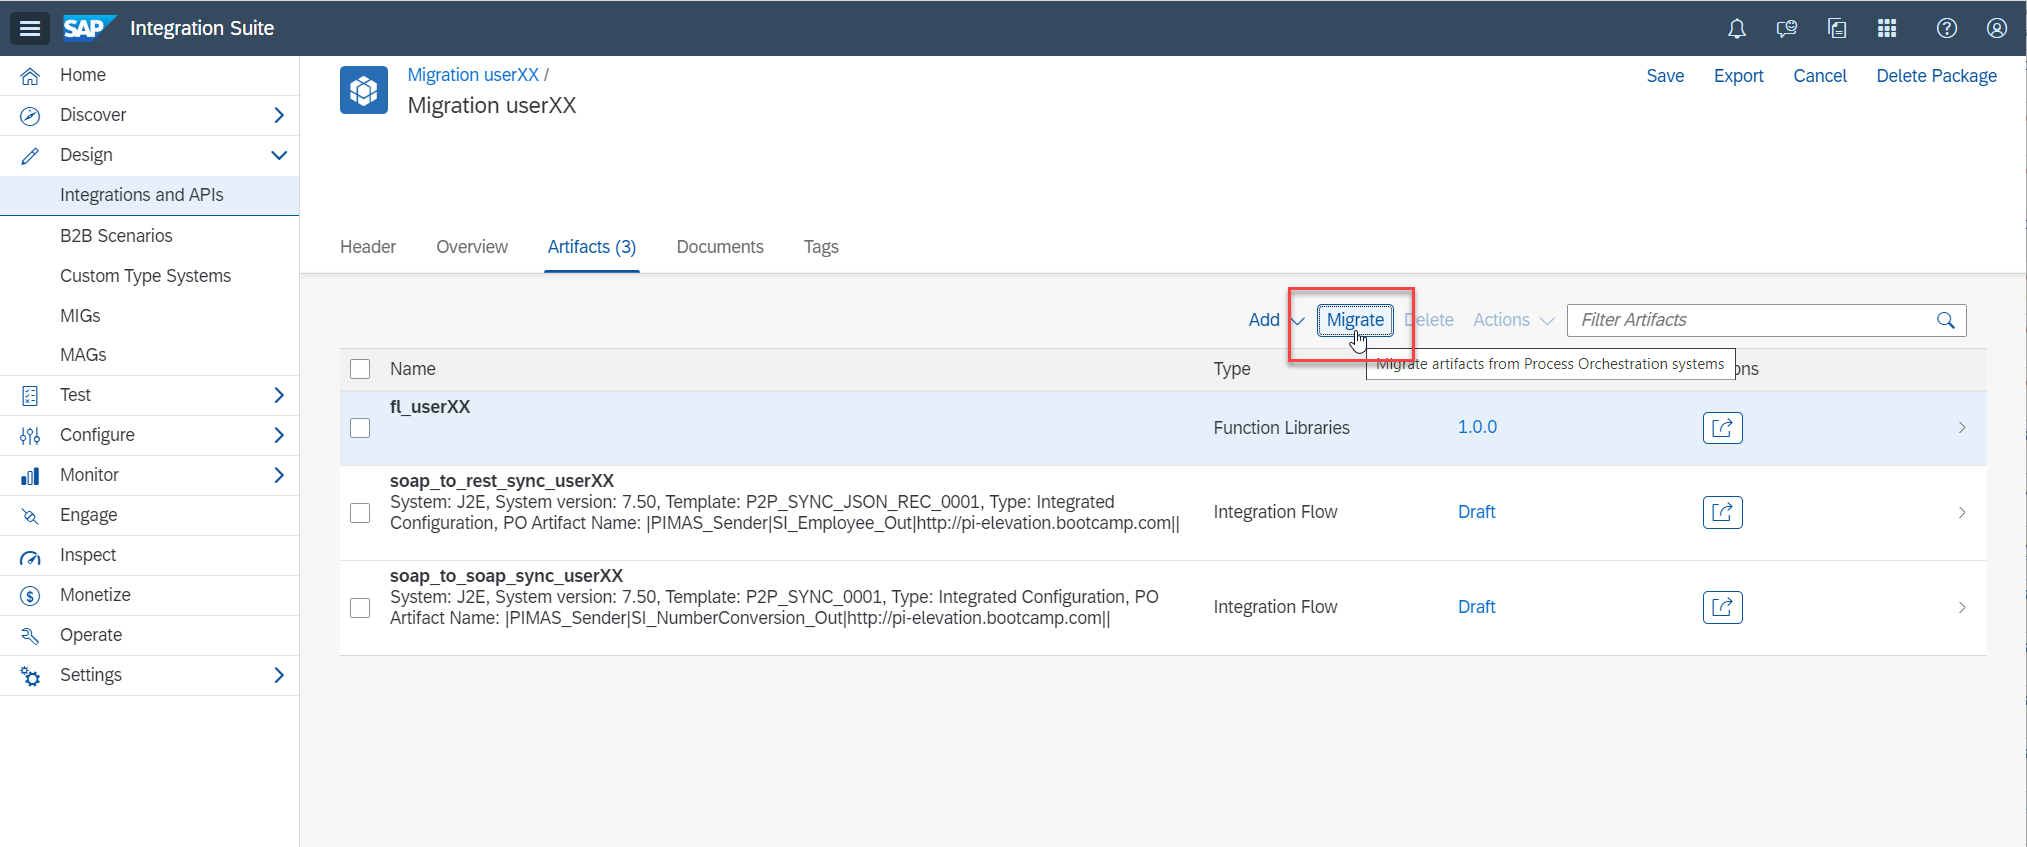 SAP Integration Suite
Home
Discover
Design
Integrations and APIs
B2B Scenarios
Custom Type Systems
MIGs
MAGs
Test
Configure
Monitor
Engage
Inspect
Monetize
Operate
Settings
Migration userXX /
Migration userXX
Save Export Cancel Delete Package
Header Overview Artifacts (3) Documents Tags
Add Migrate Delete Actions Filter Artifacts
Migrate artifacts from Process Orchestration systems
Name Type
fl_userXX
Function Libraries 1.0.0
soap_to_rest_sync_userXX
System: J2E, System version: 7.50, Template: P2P_SYNC_JSON_REC_0001, Type: Integrated
Configuration, PO Artifact Name: |PIMAS_Sender|SI_Employee_Out|http://pi-elevation.bootcamp.com||
Integration Flow Draft
soap_to_soap_sync_userXX
System: J2E, System version: 7.50, Template: P2P_SYNC_0001, Type: Integrated Configuration, PO
Artifact Name: |PIMAS_Sender|SI_NumberConversion_Out|http://pi-elevation.bootcamp.com||
Integration Flow Draft